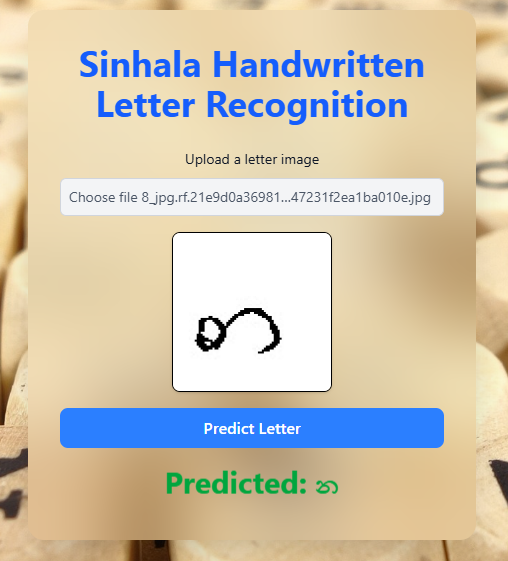 Sinhala Handwritten
Letter Recognition
Upload a letter image
Choose file 8_jpg.rf.21e9d0a36981...47231f2ea1ba010e.jpg
Predict Letter
Predicted: න